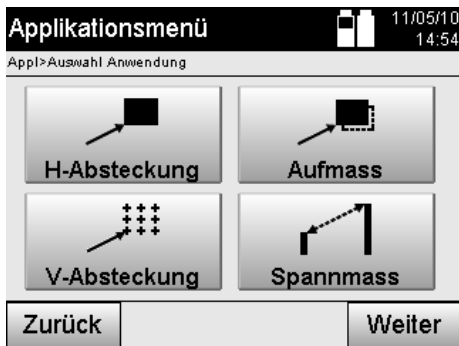 Applikationsmenü
11/05/10
14:54
Appl>Auswahl Anwendung
H-Absteckung
Aufmass
V-Absteckung
Spannmass
Zurück
Weiter